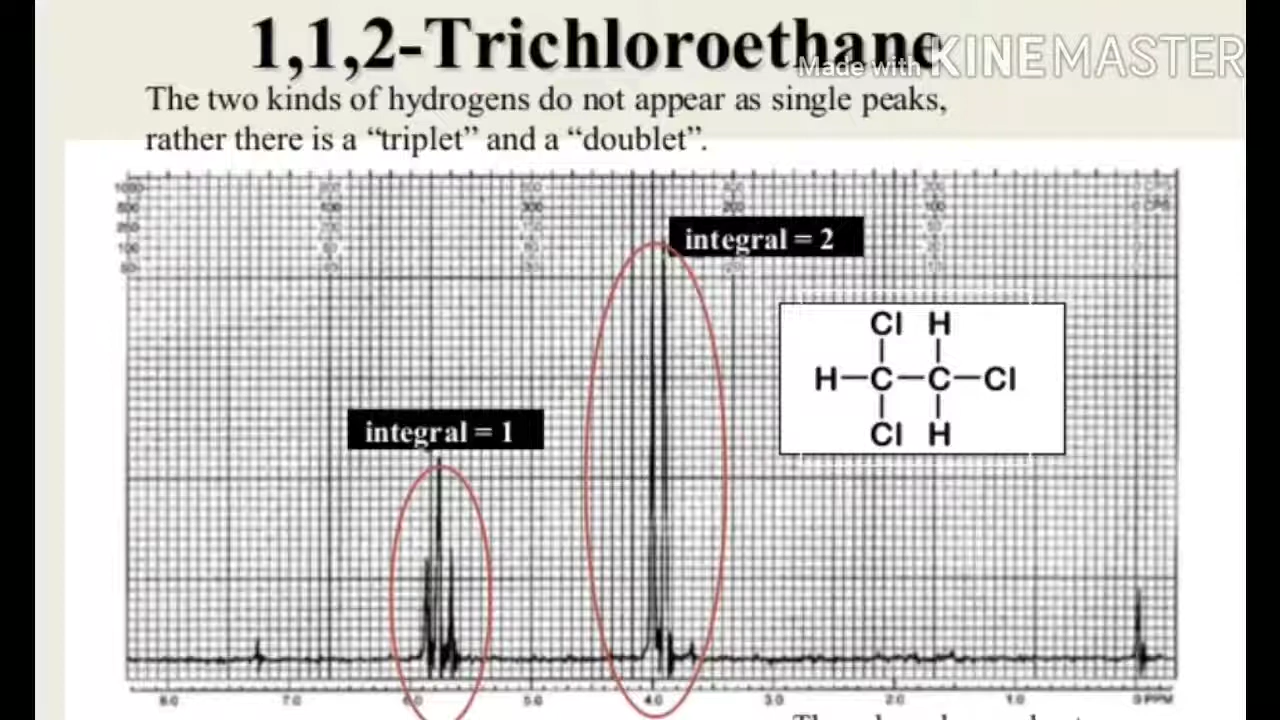 1,1,2-Trichloroethane
Made with KINEMASTER
The two kinds of hydrogens do not appear as single peaks,
rather there is a “triplet” and a “doublet”.
integral = 2
integral = 1
Cl H
H—C—C—Cl
Cl H
8.0 7.0 6.0 5.0 4.0 3.0 2.0 1.0 0 PPM